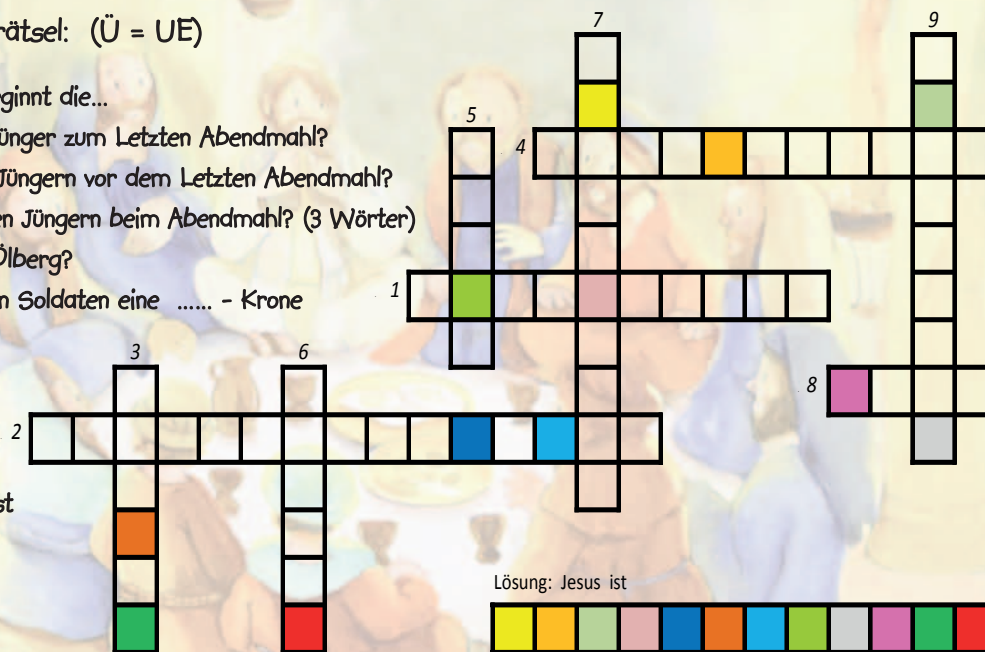 rätsel: (Ü = UE)
ginnt die...
ünger zum Letzten Abendmahl?
Jüngern vor dem Letzten Abendmahl?
en Jüngern beim Abendmahl? (3 Wörter)
Ölberg?
n Soldaten eine ...... - Krone
st
7
9
5
4
1
3
6
8
2
Lösung: Jesus ist